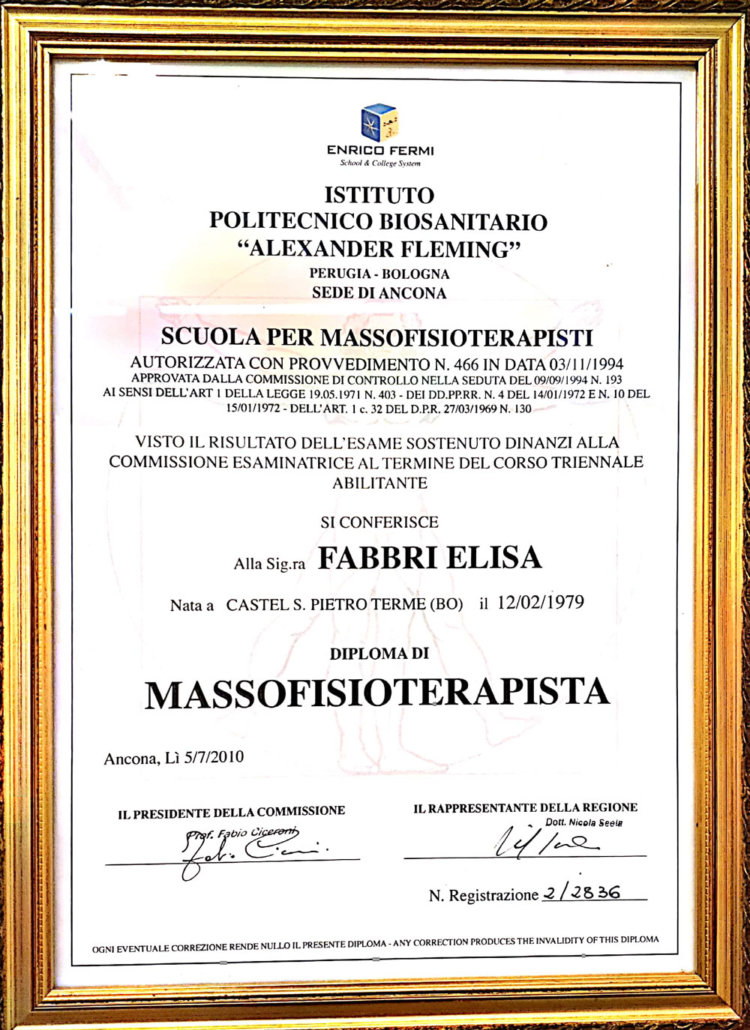 ENRICO FERMI
School & College System
ISTITUTO
POLITECNICO BIOSANITARIO
“ALEXANDER FLEMING”
PERUGIA - BOLOGNA
SEDE DI ANCONA
SCUOLA PER MASSOFISIOTERAPISTI
AUTORIZZATA CON PROVVEDIMENTO N. 466 IN DATA 03/11/1994
APPROVATA DALLA COMMISSIONE DI CONTROLLO NELLA SEDUTA DEL 09/09/1994 N. 193
AI SENSI DELL'ART 1 DELLA LEGGE 19.05.1971 N. 403 - DEI DD.PP.RR. N. 4 DEL 14/01/1972 E N. 10 DEL
15/01/1972 - DELL'ART. 1 c. 32 DEL D.P.R. 27/03/1969 N. 130
VISTO IL RISULTATO DELL'ESAME SOSTENUTO DINANZI ALLA
COMMISSIONE ESAMINATRICE AL TERMINE DEL CORSO TRIENNALE
ABILITANTE
SI CONFERISCE
Alla Sig.ra FABBRI ELISA
Nata a CASTEL S. PIETRO TERME (BO) il 12/02/1979
DIPLOMA DI
MASSOFISIOTERAPISTA
Ancona, Lì 5/7/2010
IL PRESIDENTE DELLA COMMISSIONE
Prof. Fabio Ciceroni
IL RAPPRESENTANTE DELLA REGIONE
Dott. Nicola Seela
N. Registrazione 2/2836
OGNI EVENTUALE CORREZIONE RENDE NULLO IL PRESENTE DIPLOMA - ANY CORRECTION PRODUCES THE INVALIDITY OF THIS DIPLOMA